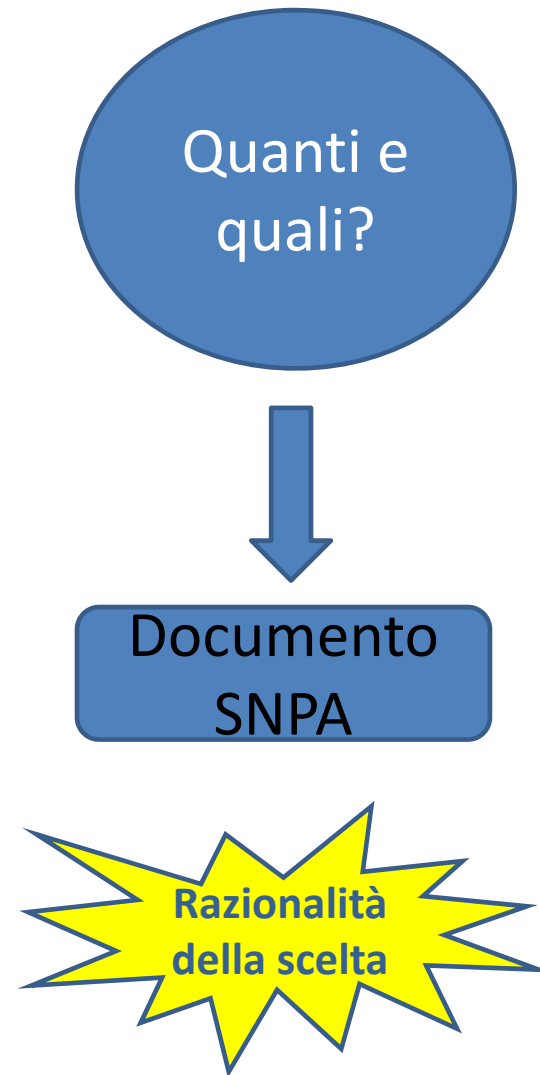 Quanti e
quali?
Documento
SNPA
Razionalità
della scelta